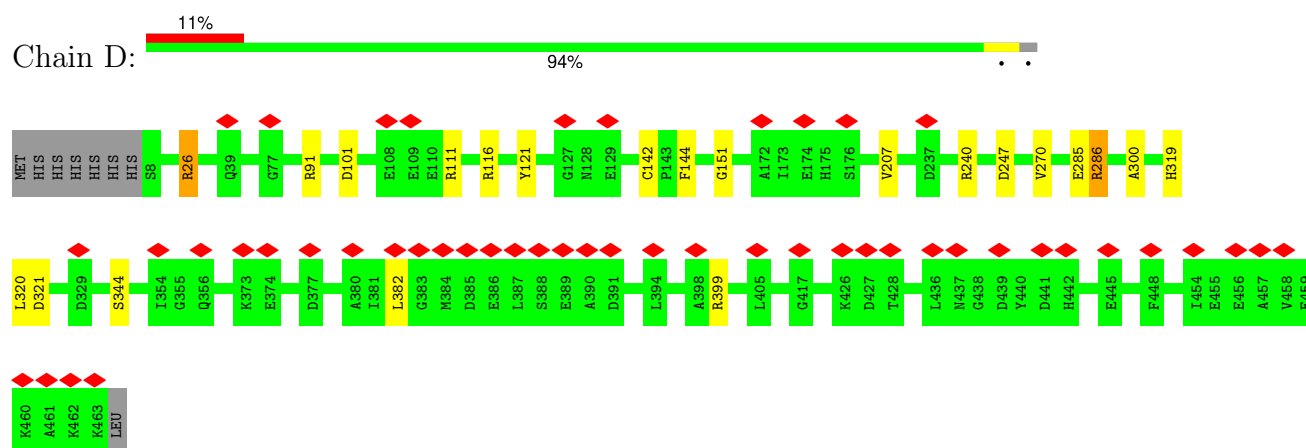 11%
Chain D:
94%
MET HIS HIS HIS HIS HIS HIS S8 R26 Q39 G77 R91 D101 E108 E109 E110 R111 R116 Y121 G127 N128 E129 C142 P143 F144 G151 A172 I173 E174 H175 S176 V207 D237 R240 D247 V270 E285 R286 A300 H319
L320 D321 D329 S344 I354 G355 Q356 K373 E374 D377 A380 I381 L382 G383 M384 D385 E386 L387 S388 E389 A390 D391 L394 A398 R399 L405 G417 K426 D427 T428 L436 N437 G438 D439 Y440 D441 H442 E445 F448 I454 E455 E456 A457 V458
K460 A461 K462 K463 LEU